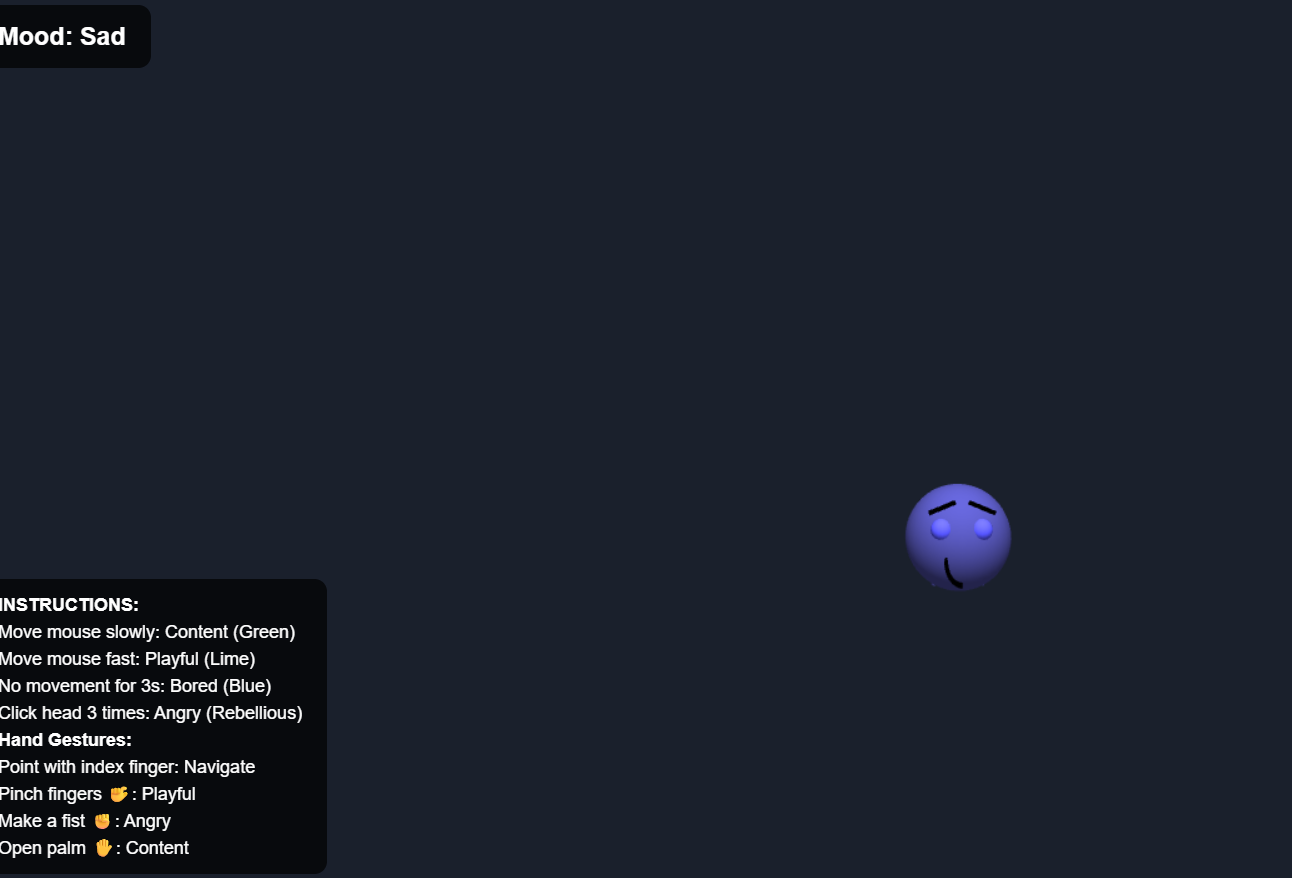 Mood: Sad
INSTRUCTIONS:
Move mouse slowly: Content (Green)
Move mouse fast: Playful (Lime)
No movement for 3s: Bored (Blue)
Click head 3 times: Angry (Rebellious)
Hand Gestures:
Point with index finger: Navigate
Pinch fingers 🫴: Playful
Make a fist ✊: Angry
Open palm 🖐: Content